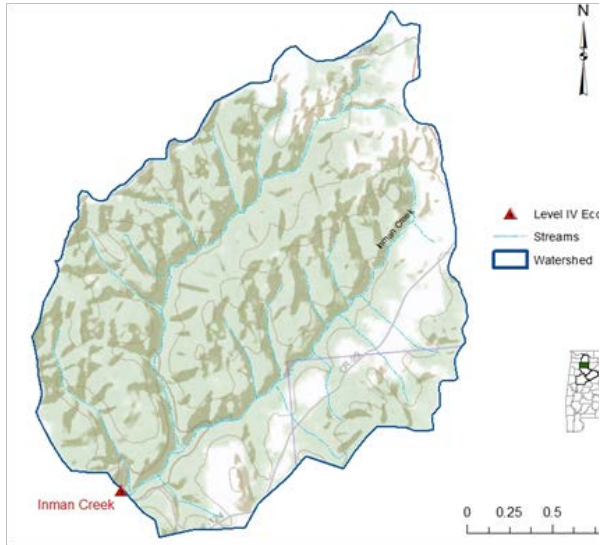 N
Inman Creek
Level IV Eco
Streams
Watershed
Inman Creek
0 0.25 0.5